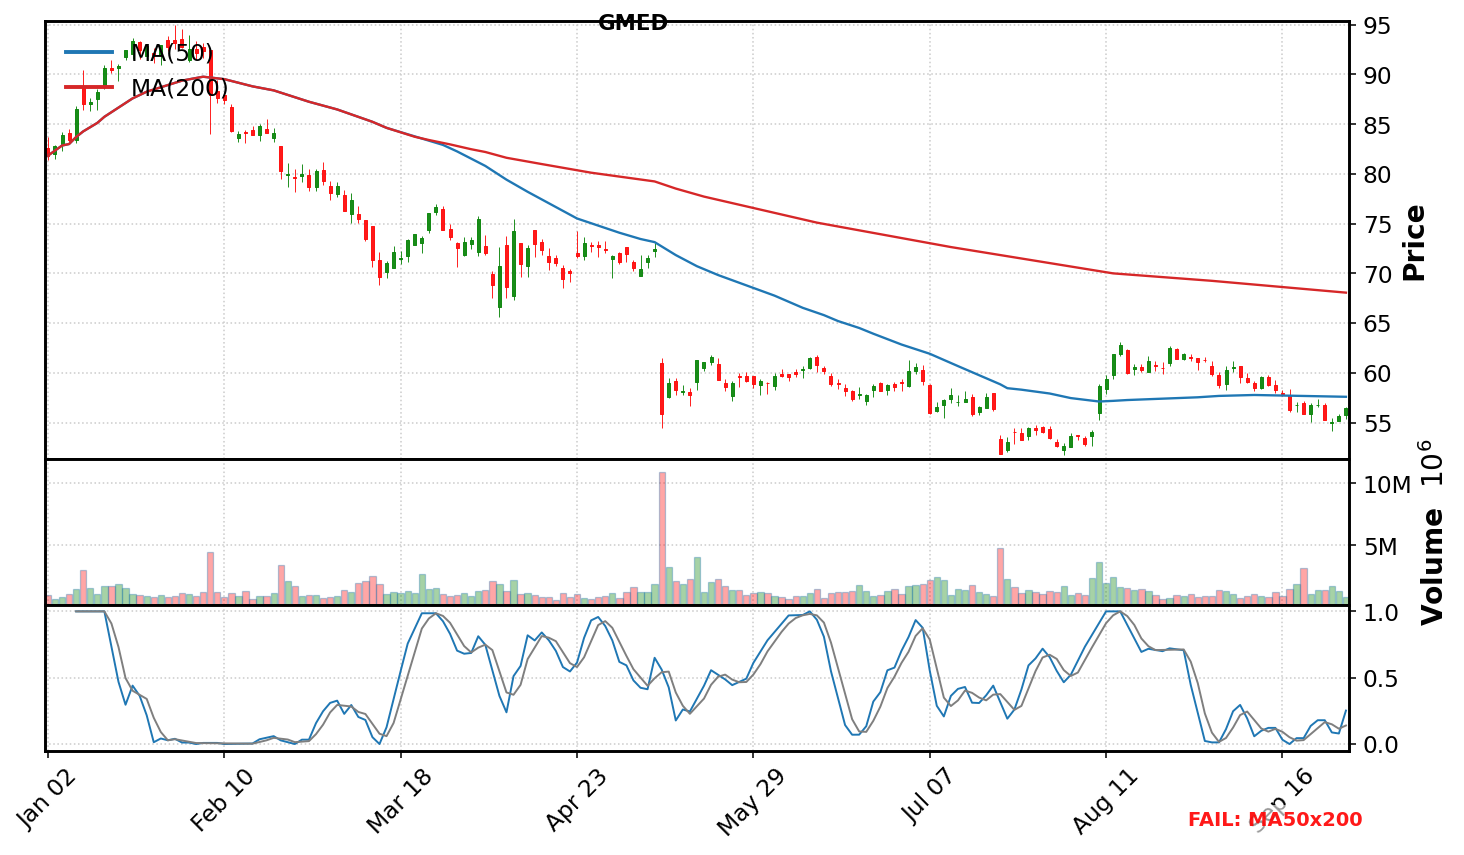 GMED
MA(50)
MA(200)
95
90
85
80
75
70
65
60
55
Price
10M
5M
Volume 10⁶
1.0
0.5
0.0
Jan 02
Feb 10
Mar 18
Apr 23
May 29
Jul 07
Aug 11
Sep 16
FAIL: MA50x200